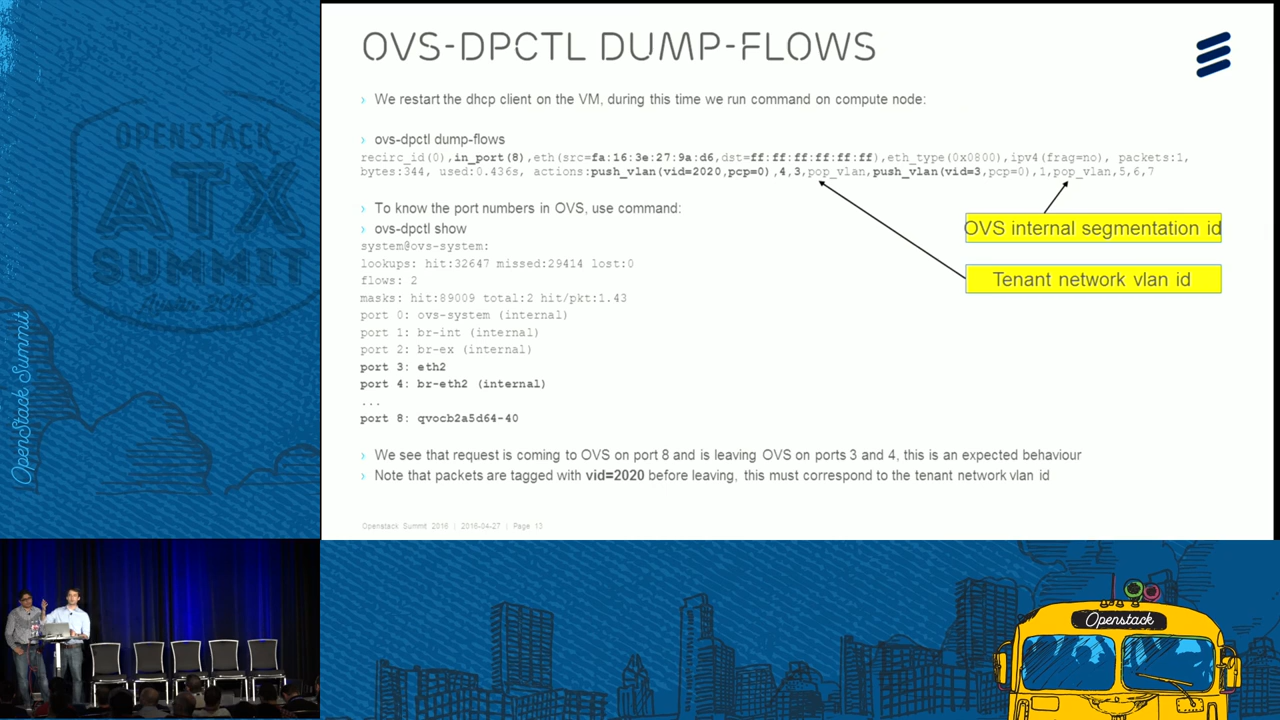 OVS-DPCTL DUMP-FLOWS
› We restart the dhcp client on the VM, during this time we run command on compute node:
› ovs-dpctl dump-flows
recirc_id(0),in_port(8),eth(src=fa:16:3e:27:9a:d6,dst=ff:ff:ff:ff:ff:ff),eth_type(0x0800),ipv4(frag=no), packets:1,
bytes:344, used:0.436s, actions:push_vlan(vid=2020,pcp=0),4,3,pop_vlan,push_vlan(vid=3,pcp=0),1,pop_vlan,5,6,7
› To know the port numbers in OVS, use command:
› ovs-dpctl show
system@ovs-system:
lookups: hit:32647 missed:29414 lost:0
flows: 2
masks: hit:89009 total:2 hit/pkt:1.43
port 0: ovs-system (internal)
port 1: br-int (internal)
port 2: br-ex (internal)
port 3: eth2
port 4: br-eth2 (internal)
...
port 8: qvocb2a5d64-40
OVS internal segmentation id
Tenant network vlan id
› We see that request is coming to OVS on port 8 and is leaving OVS on ports 3 and 4, this is an expected behaviour
› Note that packets are tagged with vid=2020 before leaving, this must correspond to the tenant network vlan id
Openstack Summit 2016 | 2016-04-27 | Page 13
OPENSTACK
ATX
SUMMIT
Austin 2016
OpenStack Summit
Openstack